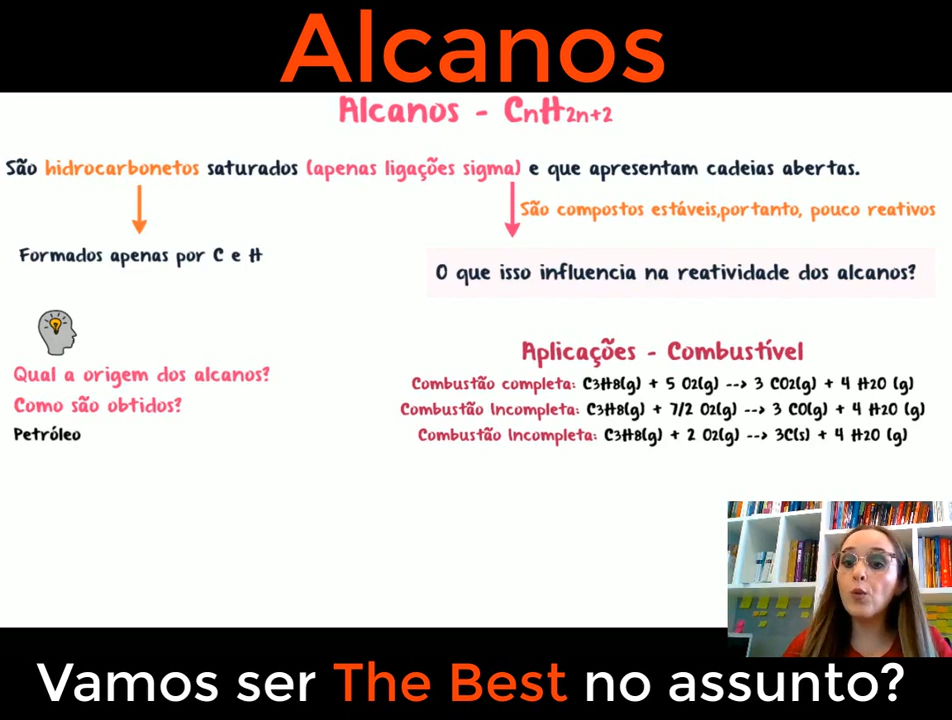 Alcanos
Alcanos - CnH2n+2
São hidrocarbonetos saturados (apenas ligações sigma) e que apresentam cadeias abertas.
São compostos estáveis,portanto, pouco reativos
Formados apenas por C e H
O que isso influencia na reatividade dos alcanos?
Qual a origem dos alcanos?
Como são obtidos?
Petróleo
Aplicações - Combustível
Combustão completa: C3H8(g) + 5 O2(g) --> 3 CO2(g) + 4 H2O (g)
Combustão Incompleta: C3H8(g) + 7/2 O2(g) --> 3 CO(g) + 4 H2O (g)
Combustão Incompleta: C3H8(g) + 2 O2(g) --> 3C(s) + 4 H2O (g)
Vamos ser The Best no assunto?